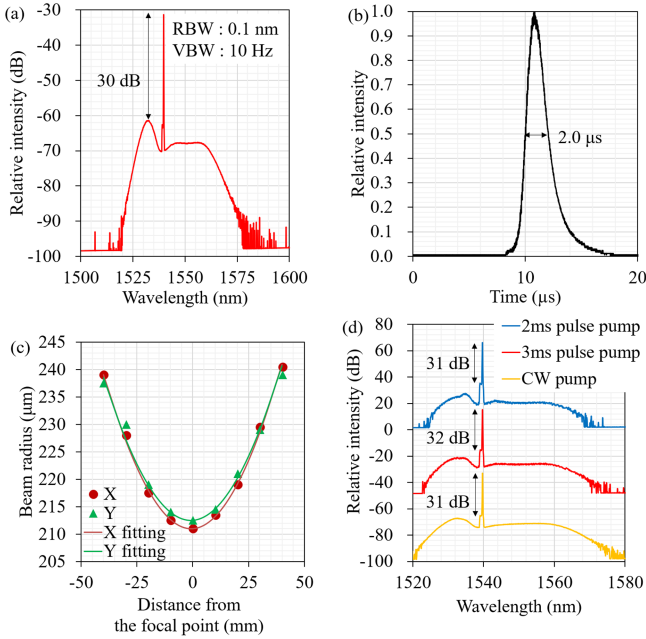 (a)
-30
-40
-50
-60
-70
-80
-90
-100
Relative intensity (dB)
RBW : 0.1 nm
VBW : 10 Hz
30 dB
1500
1525
1550
1575
1600
Wavelength (nm)
(b)
1.0
0.9
0.8
0.7
0.6
0.5
0.4
0.3
0.2
0.1
0.0
Relative intensity
2.0 µs
0
10
20
Time (µs)
(c)
245
240
235
230
225
220
215
210
205
Beam radius (µm)
X
Y
X fitting
Y fitting
-50
-25
0
25
50
Distance from
the focal point (mm)
(d)
2ms pulse pump
3ms pulse pump
CW pump
80
60
40
20
0
-20
-40
-60
-80
-100
Relative intensity (dB)
31 dB
32 dB
31 dB
1520
1540
1560
1580
Wavelength (nm)